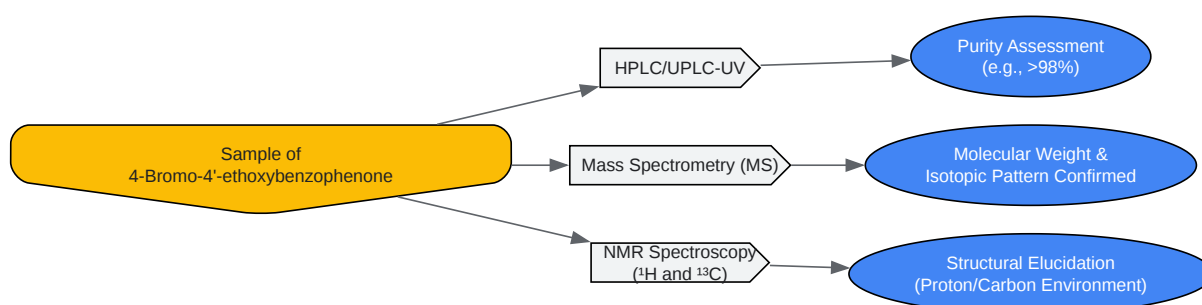 HPLC/UPLC-UV
Purity Assessment
(e.g., >98%)
Sample of
4-Bromo-4'-ethoxybenzophenone
Mass Spectrometry (MS)
Molecular Weight &
Isotopic Pattern Confirmed
NMR Spectroscopy
(¹H and ¹³C)
Structural Elucidation
(Proton/Carbon Environment)